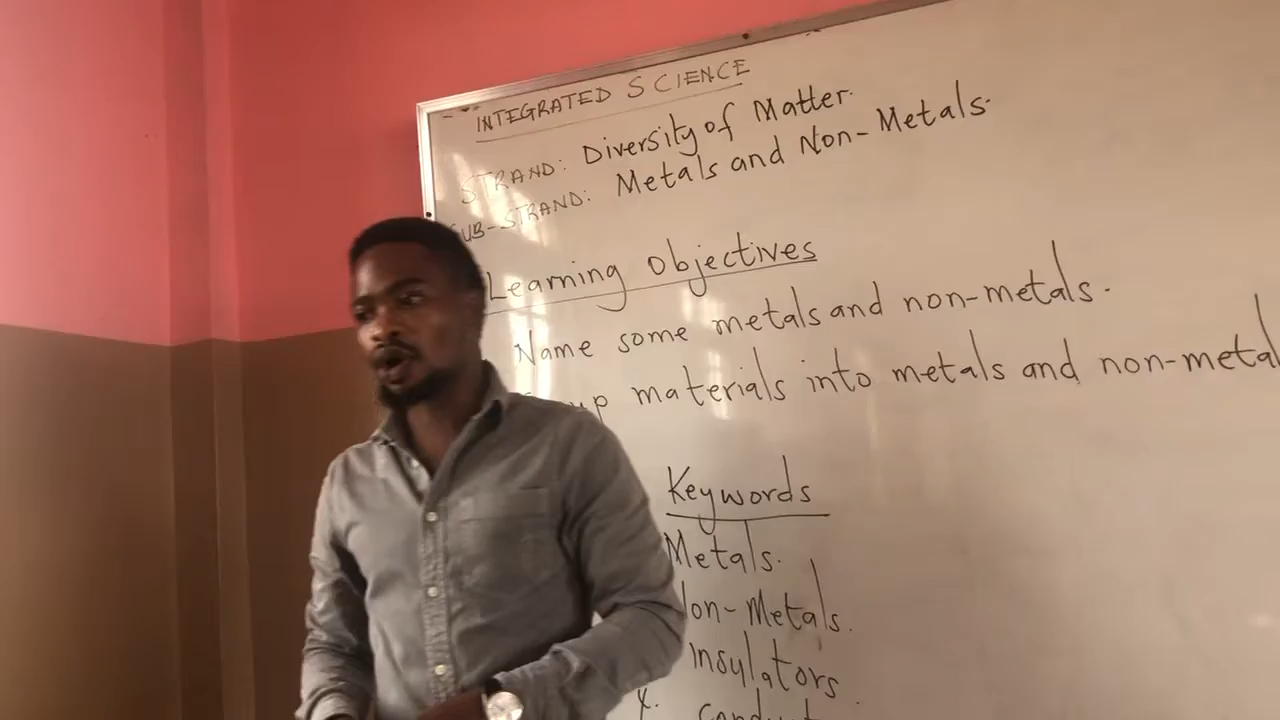 INTEGRATED SCIENCE
STRAND: Diversity of Matter.
SUB-STRAND: Metals and Non-Metals.
Learning Objectives
Name some metals and non-metals.
materials into metals and non-metal
Keywords
Metals.
Non-Metals.
Insulators
4.